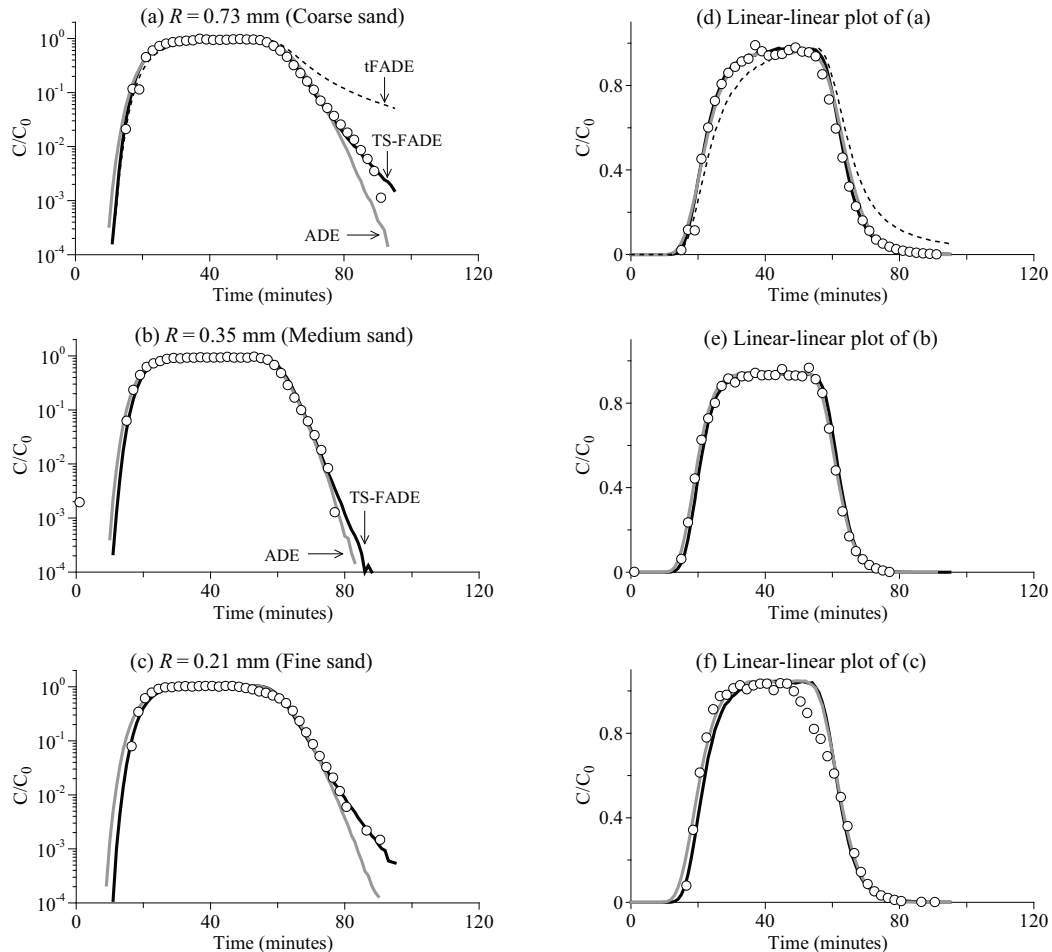 (a) R = 0.73 mm (Coarse sand)
10^0
10^-1
10^-2
10^-3
10^-4
C/C_0
tFADE
TS-FADE
ADE
0 40 80 120
Time (minutes)
(d) Linear-linear plot of (a)
0.8
0.4
0
C/C_0
0 40 80 120
Time (minutes)
(b) R = 0.35 mm (Medium sand)
10^0
10^-1
10^-2
10^-3
10^-4
C/C_0
TS-FADE
ADE
0 40 80 120
Time (minutes)
(e) Linear-linear plot of (b)
0.8
0.4
0
C/C_0
0 40 80 120
Time (minutes)
(c) R = 0.21 mm (Fine sand)
10^0
10^-1
10^-2
10^-3
10^-4
C/C_0
0 40 80 120
Time (minutes)
(f) Linear-linear plot of (c)
0.8
0.4
0
C/C_0
0 40 80 120
Time (minutes)